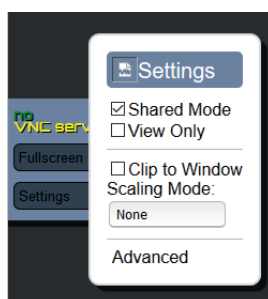 Settings
Shared Mode
View Only
Clip to Window
Scaling Mode:
None
Advanced
no
VNC serv
Fullscreen
Settings